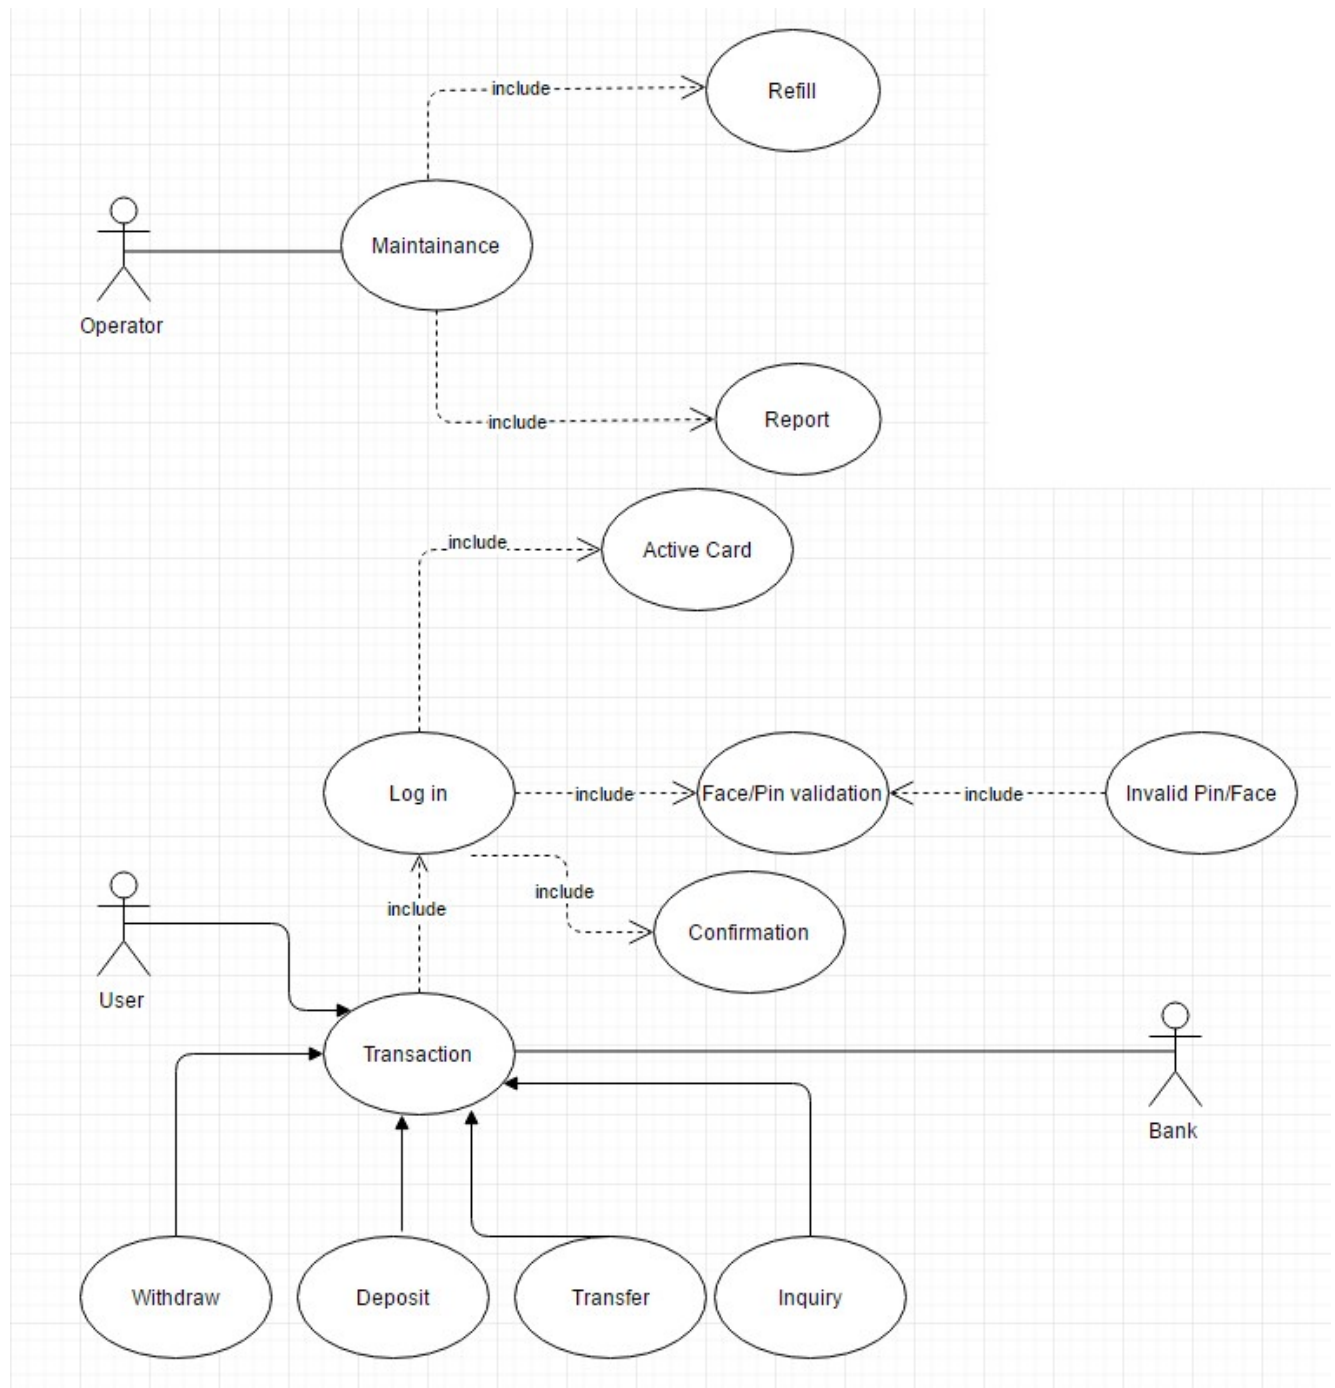 include
Refill
Maintainance
Operator
include
Report
include
Active Card
Log in
include
Face/Pin validation
include
Invalid Pin/Face
include
include
Confirmation
User
Transaction
Bank
Withdraw
Deposit
Transfer
Inquiry